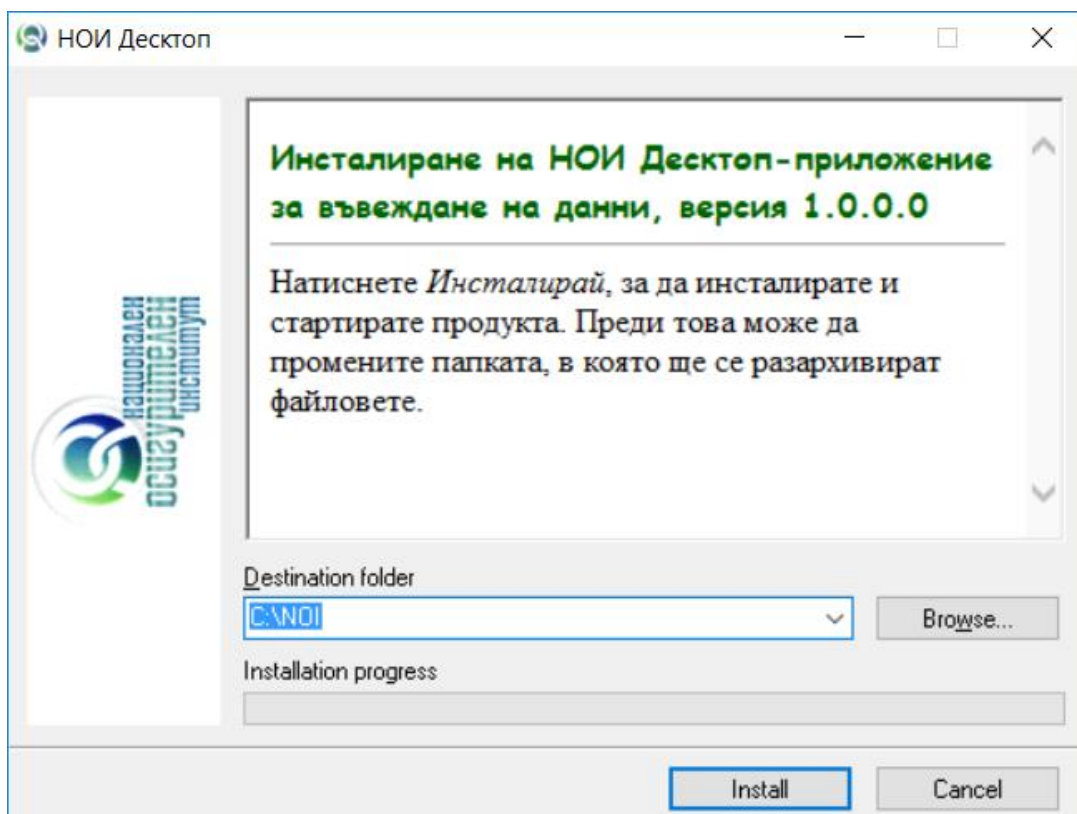 НОИ Десктоп
Инсталиране на НОИ Десктоп-приложение
за въвеждане на данни, версия 1.0.0.0
Натиснете Инсталирай, за да инсталирате и
стартирате продукта. Преди това може да
промените папката, в която ще се разархивират
файловете.
национален
осигурителен
институт
Destination folder
C:\NOI
Browse...
Installation progress
Install
Cancel